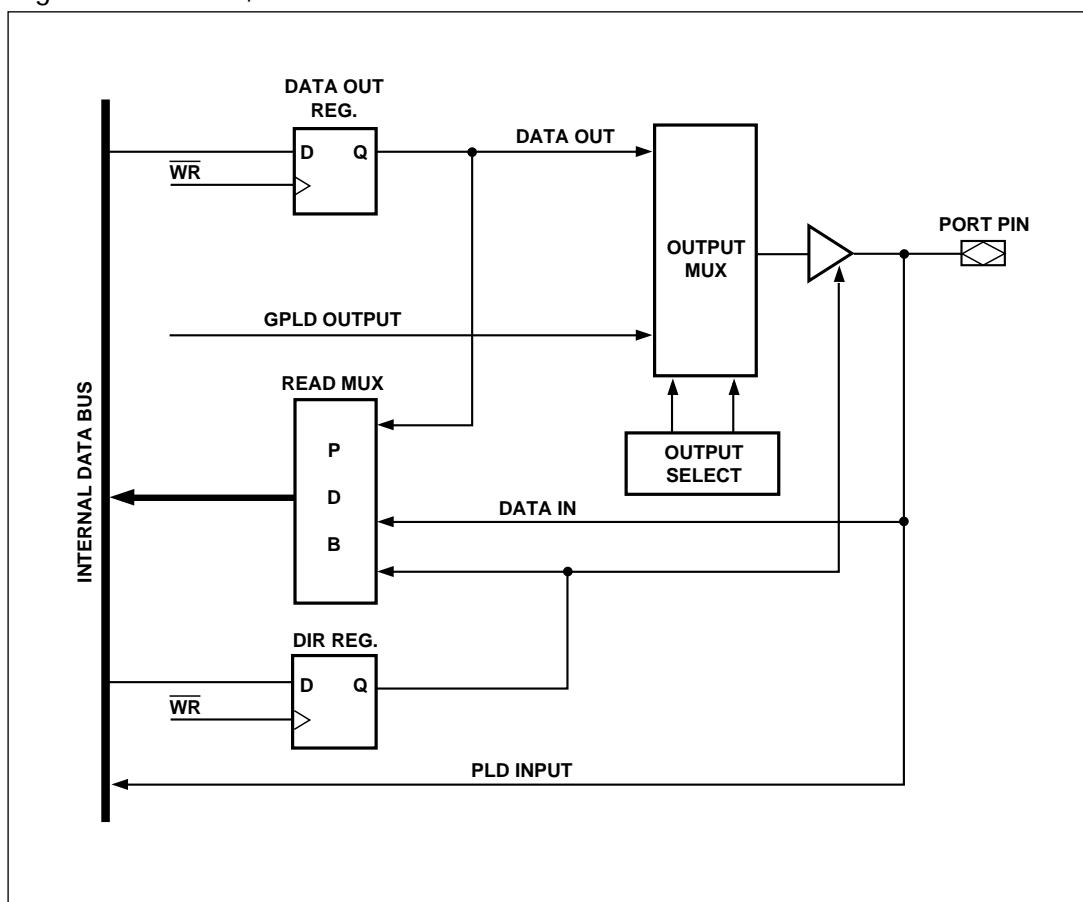 DATA OUT
REG.
D Q
WR
DATA OUT
OUTPUT
MUX
PORT PIN
GPLD OUTPUT
READ MUX
P
D
B
OUTPUT
SELECT
DATA IN
INTERNAL DATA BUS
DIR REG.
D Q
WR
PLD INPUT